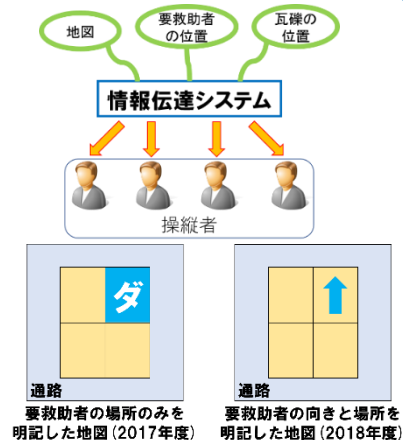 地図
要救助者
の位置
瓦礫の
位置
情報伝達システム
操縦者
ダ
通路
通路
要救助者の場所のみを
明記した地図(2017年度)
要救助者の向きと場所を
明記した地図(2018年度)